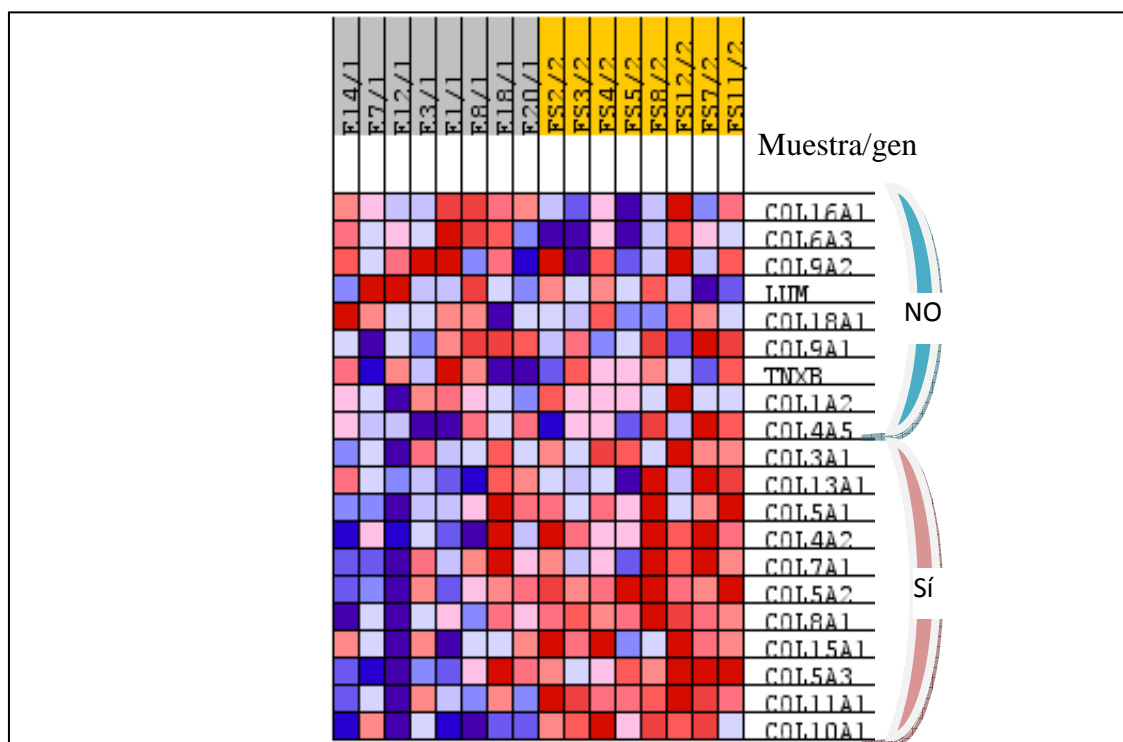 E14/1
E7/1
E12/1
E3/1
E1/1
E8/1
E18/1
E20/1
FS2/2
FS3/2
FS4/2
FS5/2
FS8/2
FS12/2
FS7/2
FS11/2
Muestra/gen
COL16A1
COL6A3
COL9A2
LUM
COL18A1
COL9A1
TNXB
COL1A2
COL4A5
COL3A1
COL13A1
COL5A1
COL4A2
COL7A1
COL5A2
COL8A1
COL15A1
COL5A3
COL11A1
COL10A1
NO
Sí